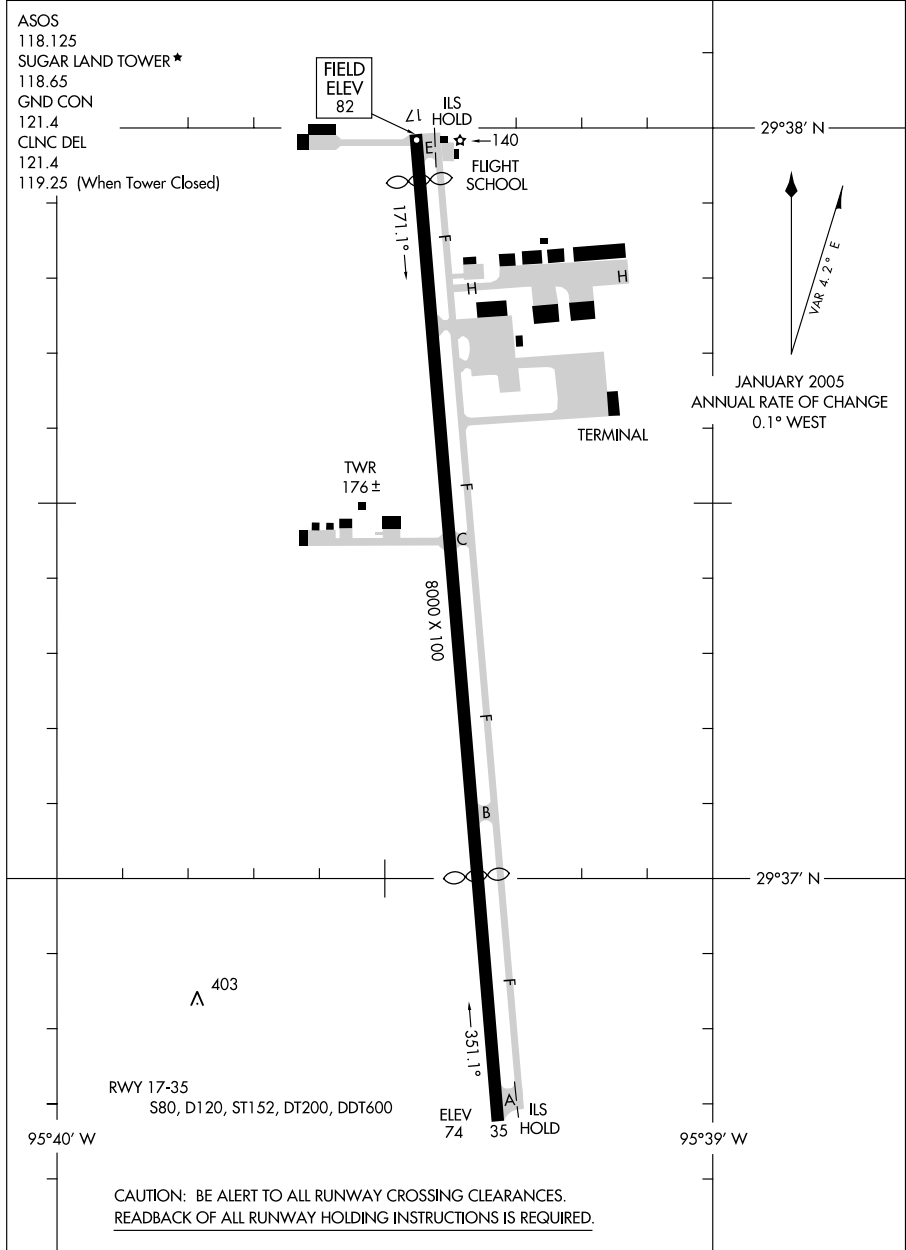 ASOS
118.125
SUGAR LAND TOWER★
118.65
GND CON
121.4
CLNC DEL
121.4
119.25 (When Tower Closed)
FIELD
ELEV
82
17
ILS
HOLD
140
E
FLIGHT
SCHOOL
29°38' N
171.1°
F
H
H
VAR 4.2° E
JANUARY 2005
ANNUAL RATE OF CHANGE
0.1° WEST
TERMINAL
TWR
176±
F
C
8000 X 100
F
B
29°37' N
403
F
351.1°
RWY 17-35
S80, D120, ST152, DT200, DDT600
A
ELEV
74
35
ILS
HOLD
95°40' W
95°39' W
CAUTION: BE ALERT TO ALL RUNWAY CROSSING CLEARANCES.
READBACK OF ALL RUNWAY HOLDING INSTRUCTIONS IS REQUIRED.